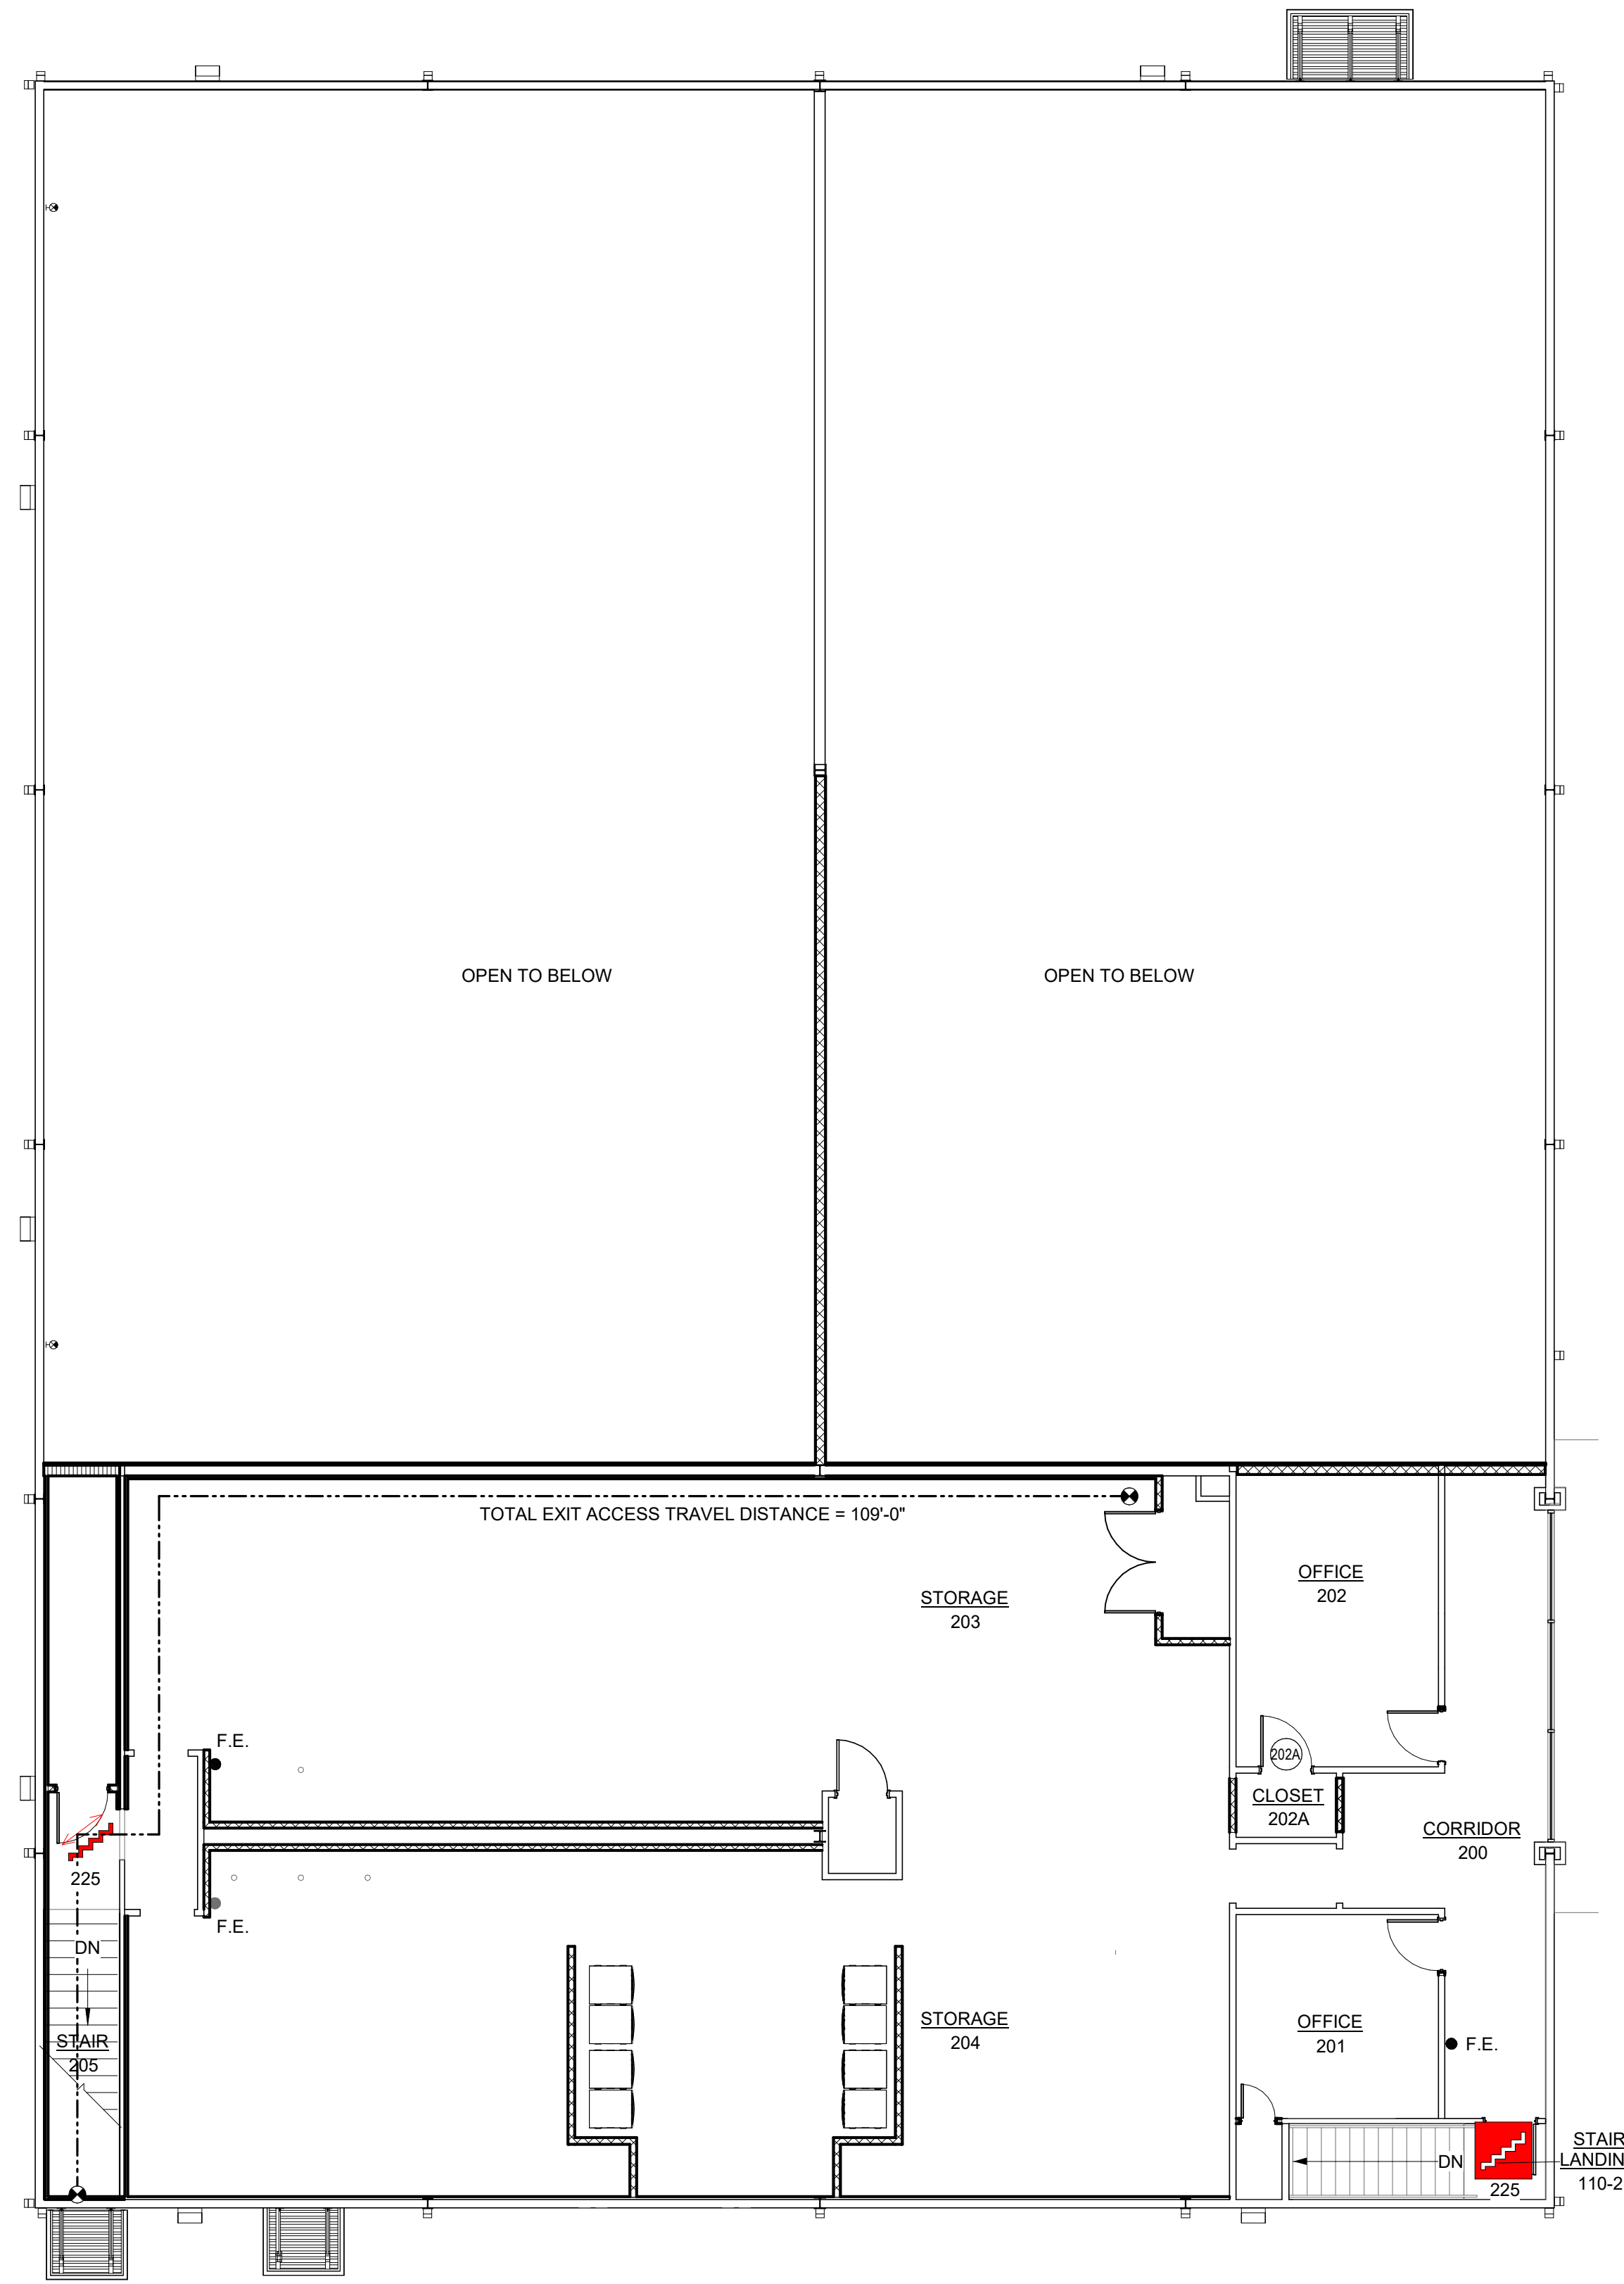 OPEN TO BELOW
OPEN TO BELOW
TOTAL EXIT ACCESS TRAVEL DISTANCE = 109'-0"
OFFICE
202
STORAGE
203
F.E.
202A
CLOSET
202A
CORRIDOR
200
225
F.E.
DN
STORAGE
204
OFFICE
201
F.E.
STAIR
205
STAIR
LANDIN
110-2
DN
225